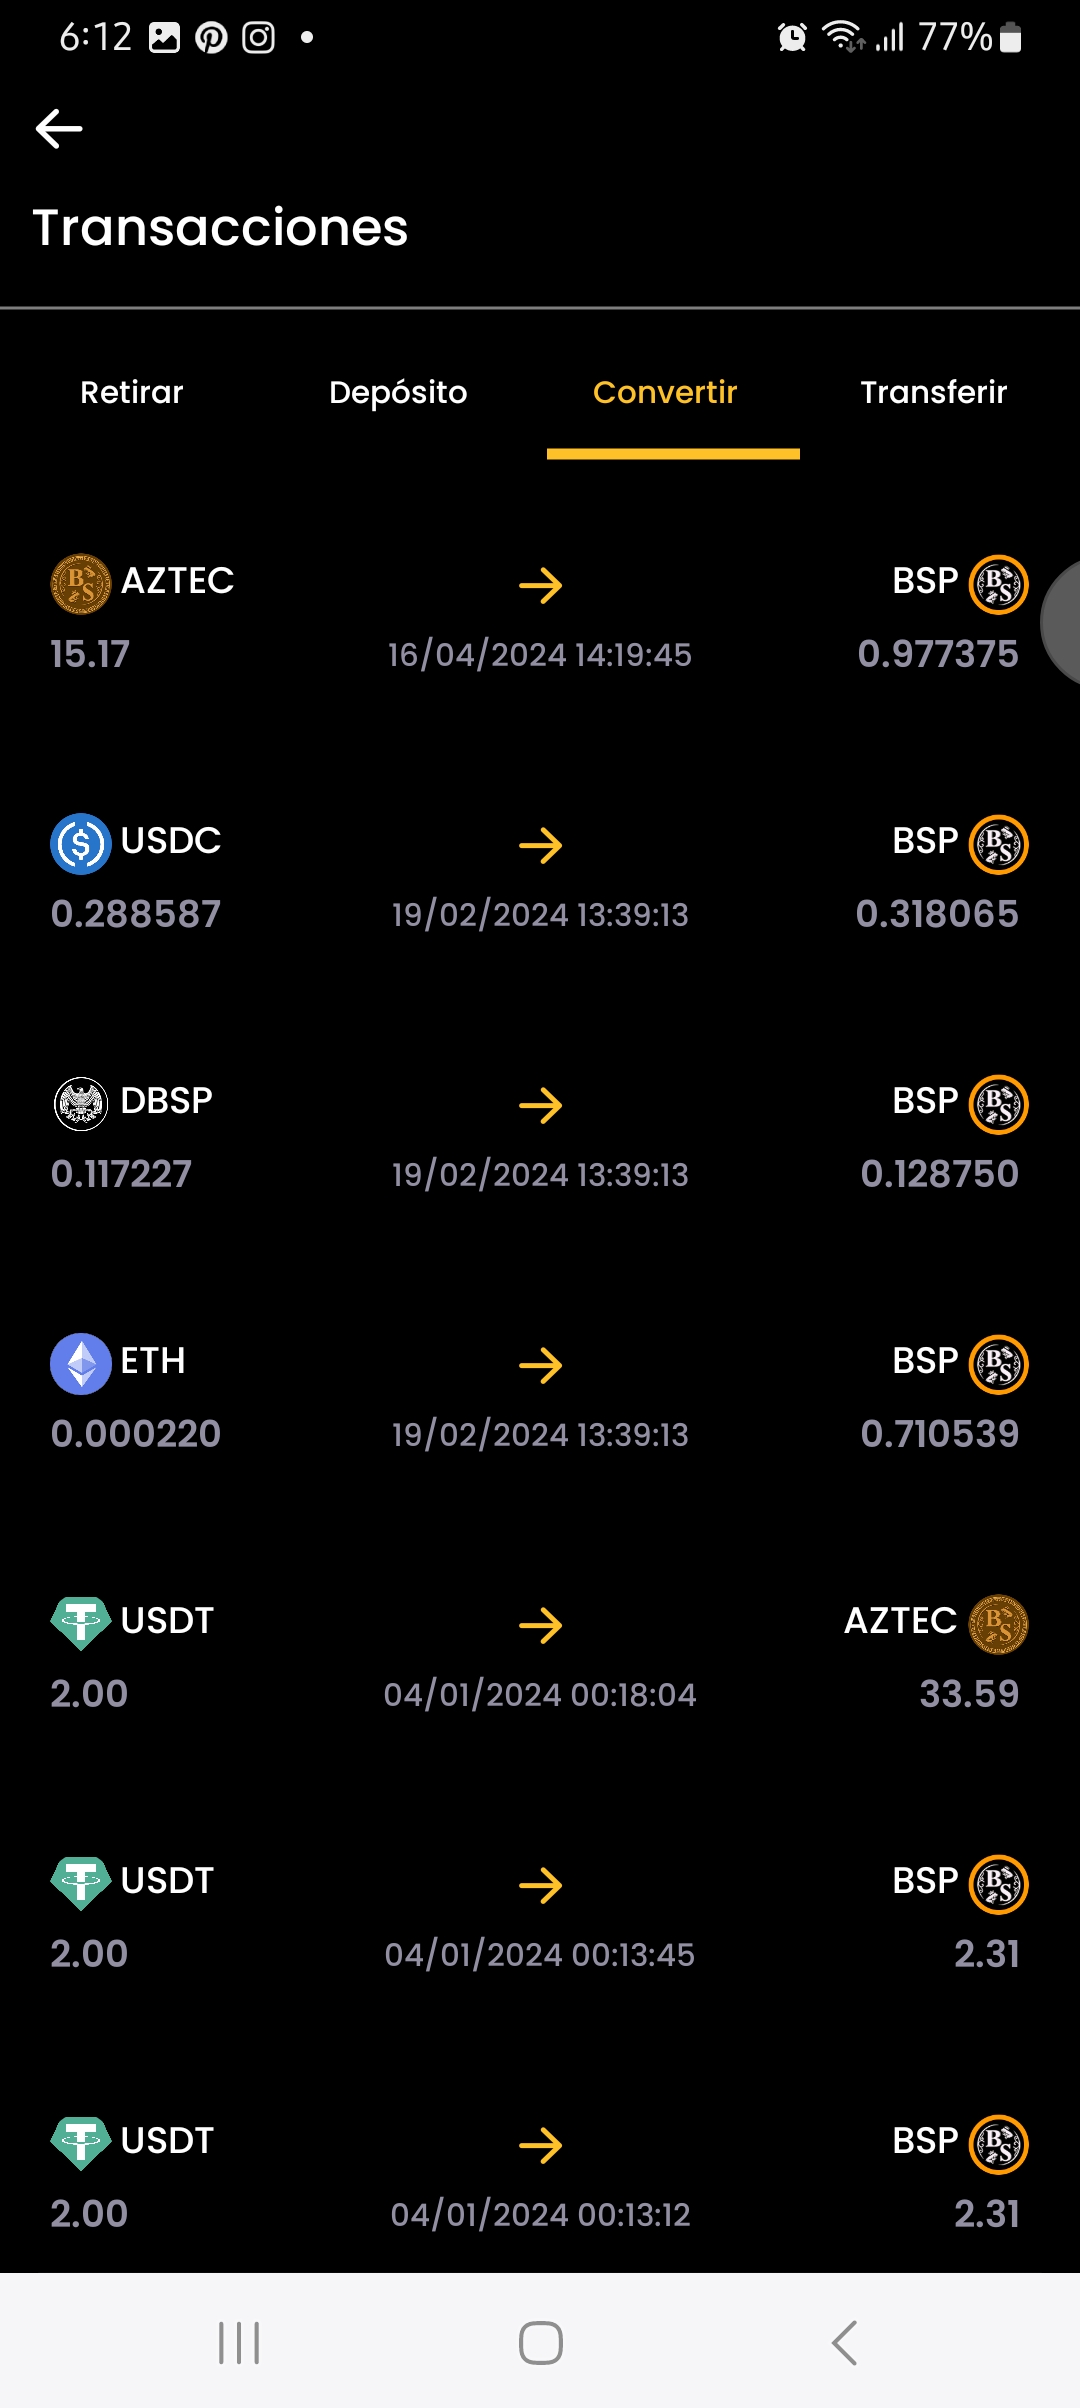 6:12 77%
Transacciones
Retirar Depósito Convertir Transferir
AZTEC BSP
15.17 16/04/2024 14:19:45 0.977375
USDC BSP
0.288587 19/02/2024 13:39:13 0.318065
DBSP BSP
0.117227 19/02/2024 13:39:13 0.128750
ETH BSP
0.000220 19/02/2024 13:39:13 0.710539
USDT AZTEC
2.00 04/01/2024 00:18:04 33.59
USDT BSP
2.00 04/01/2024 00:13:45 2.31
USDT BSP
2.00 04/01/2024 00:13:12 2.31